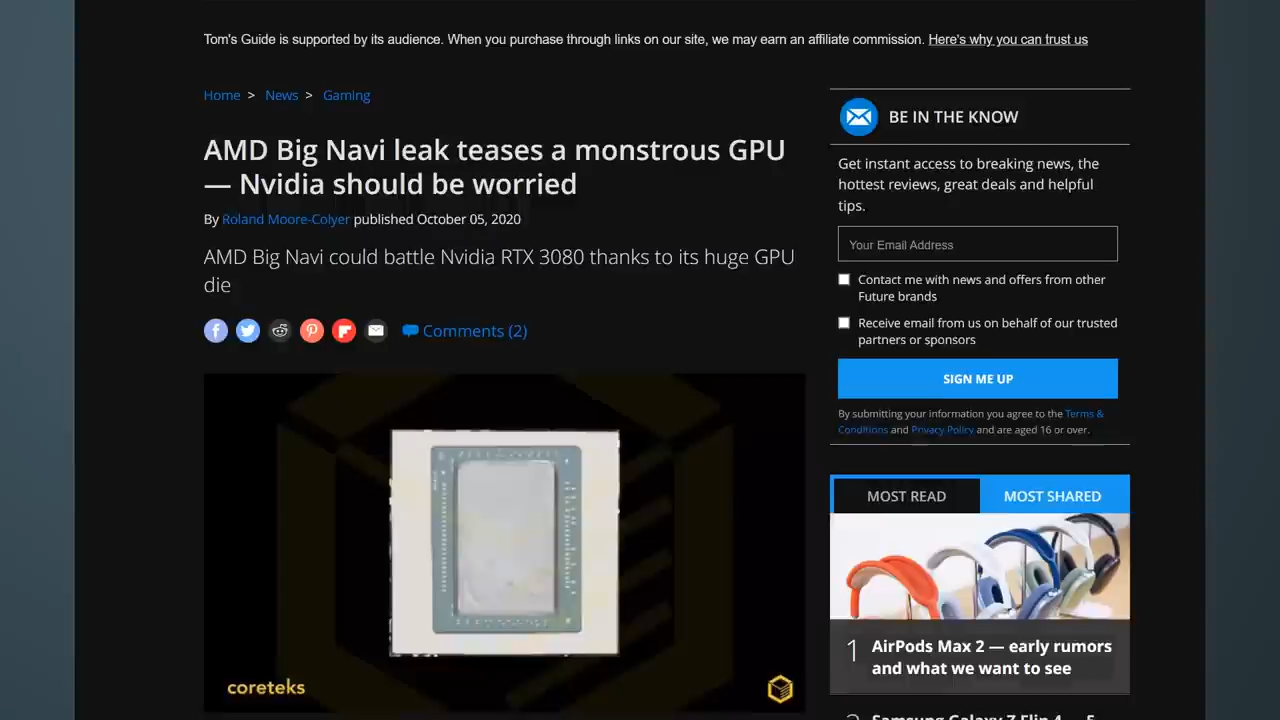 Tom's Guide is supported by its audience. When you purchase through links on our site, we may earn an affiliate commission. Here's why you can trust us
Home > News > Gaming
AMD Big Navi leak teases a monstrous GPU
— Nvidia should be worried
By Roland Moore-Colyer published October 05, 2020
AMD Big Navi could battle Nvidia RTX 3080 thanks to its huge GPU
die
Comments (2)
coreteks
BE IN THE KNOW
Get instant access to breaking news, the
hottest reviews, great deals and helpful
tips.
Your Email Address
Contact me with news and offers from other
Future brands
Receive email from us on behalf of our trusted
partners or sponsors
SIGN ME UP
By submitting your information you agree to the Terms &
Conditions and Privacy Policy and are aged 16 or over.
MOST READ
MOST SHARED
1
AirPods Max 2 — early rumors
and what we want to see